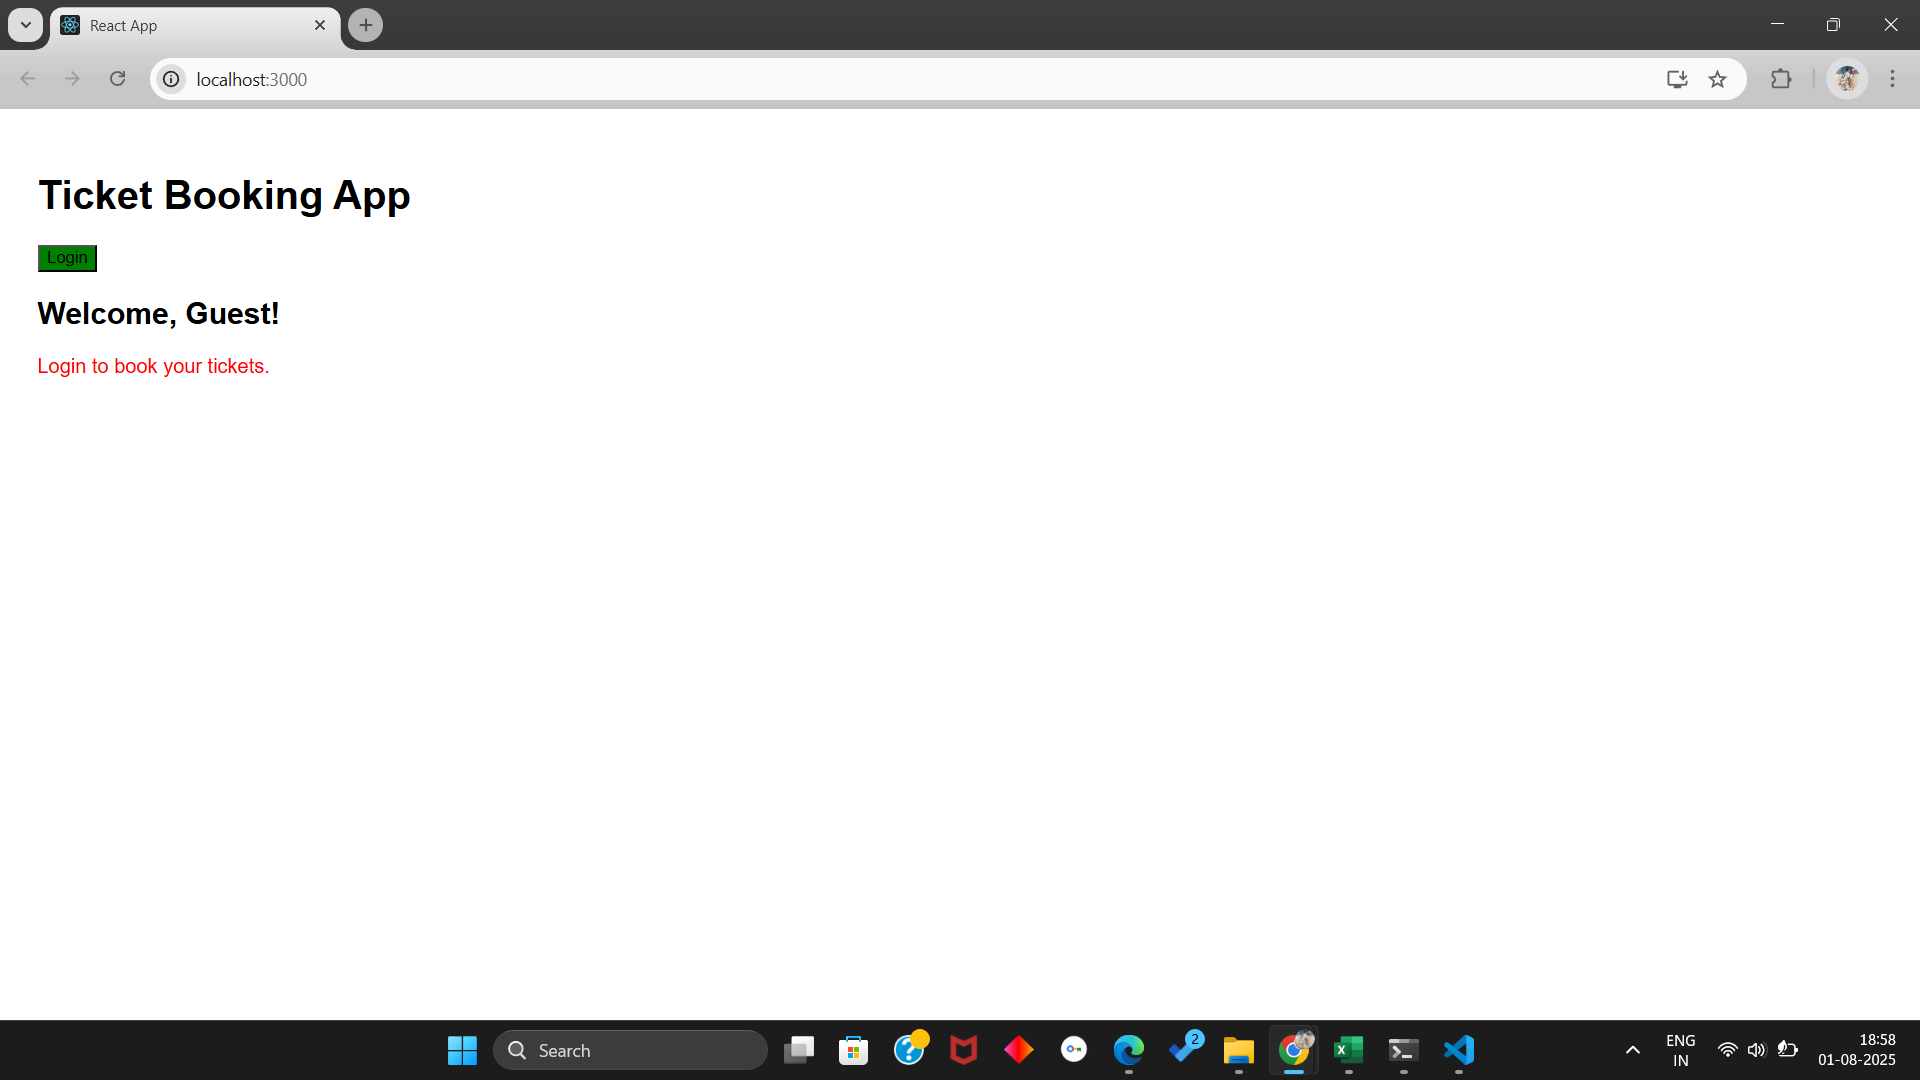 React App
localhost:3000
Ticket Booking App
Login
Welcome, Guest!
Login to book your tickets.
Search
2
ENG
IN
18:58
01-08-2025